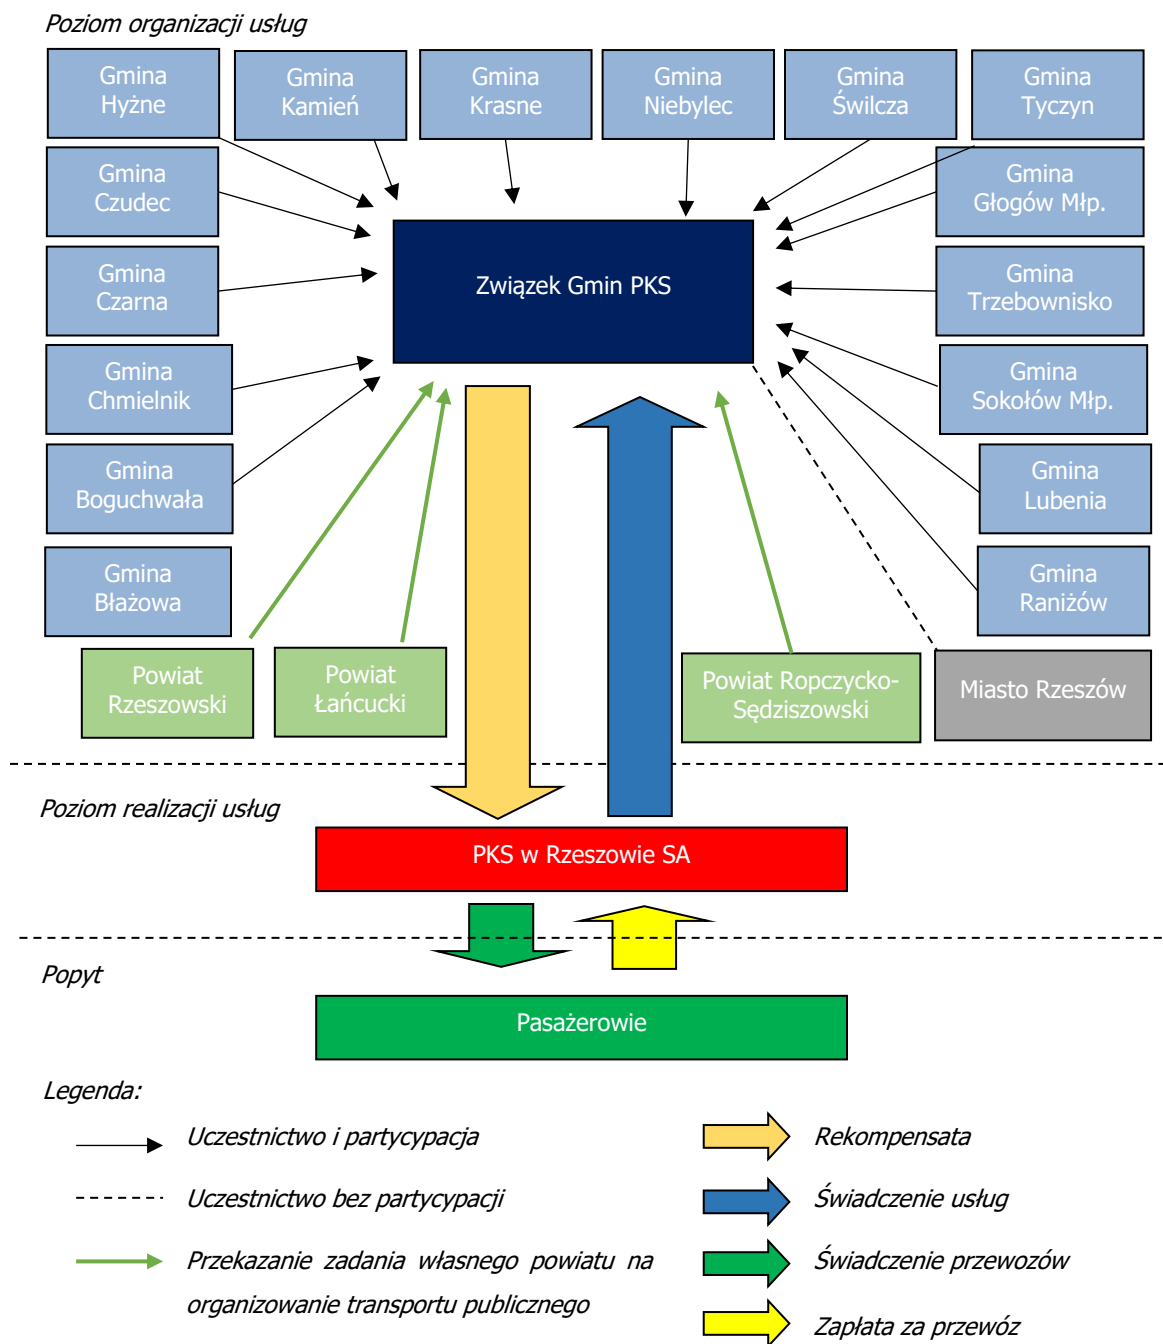 Poziom organizacji usług
Gmina
Hyżne
Gmina
Kamień
Gmina
Krasne
Gmina
Niebylec
Gmina
Świlcza
Gmina
Tyczyn
Gmina
Czudec
Gmina
Głogów Młp.
Gmina
Czarna
Związek Gmin PKS
Gmina
Trzebownisko
Gmina
Chmielnik
Gmina
Sokołów Młp.
Gmina
Boguchwała
Gmina
Lubenia
Gmina
Błażowa
Gmina
Raniżów
Powiat
Rzeszowski
Powiat
Łańcucki
Powiat Ropczycko-
Sędziszowski
Miasto Rzeszów
Poziom realizacji usług
PKS w Rzeszowie SA
Popyt
Pasażerowie
Legenda:
Uczestnictwo i partycypacja
Uczestnictwo bez partycypacji
Przekazanie zadania własnego powiatu na
organizowanie transportu publicznego
Rekompensata
Świadczenie usług
Świadczenie przewozów
Zapłata za przewóz